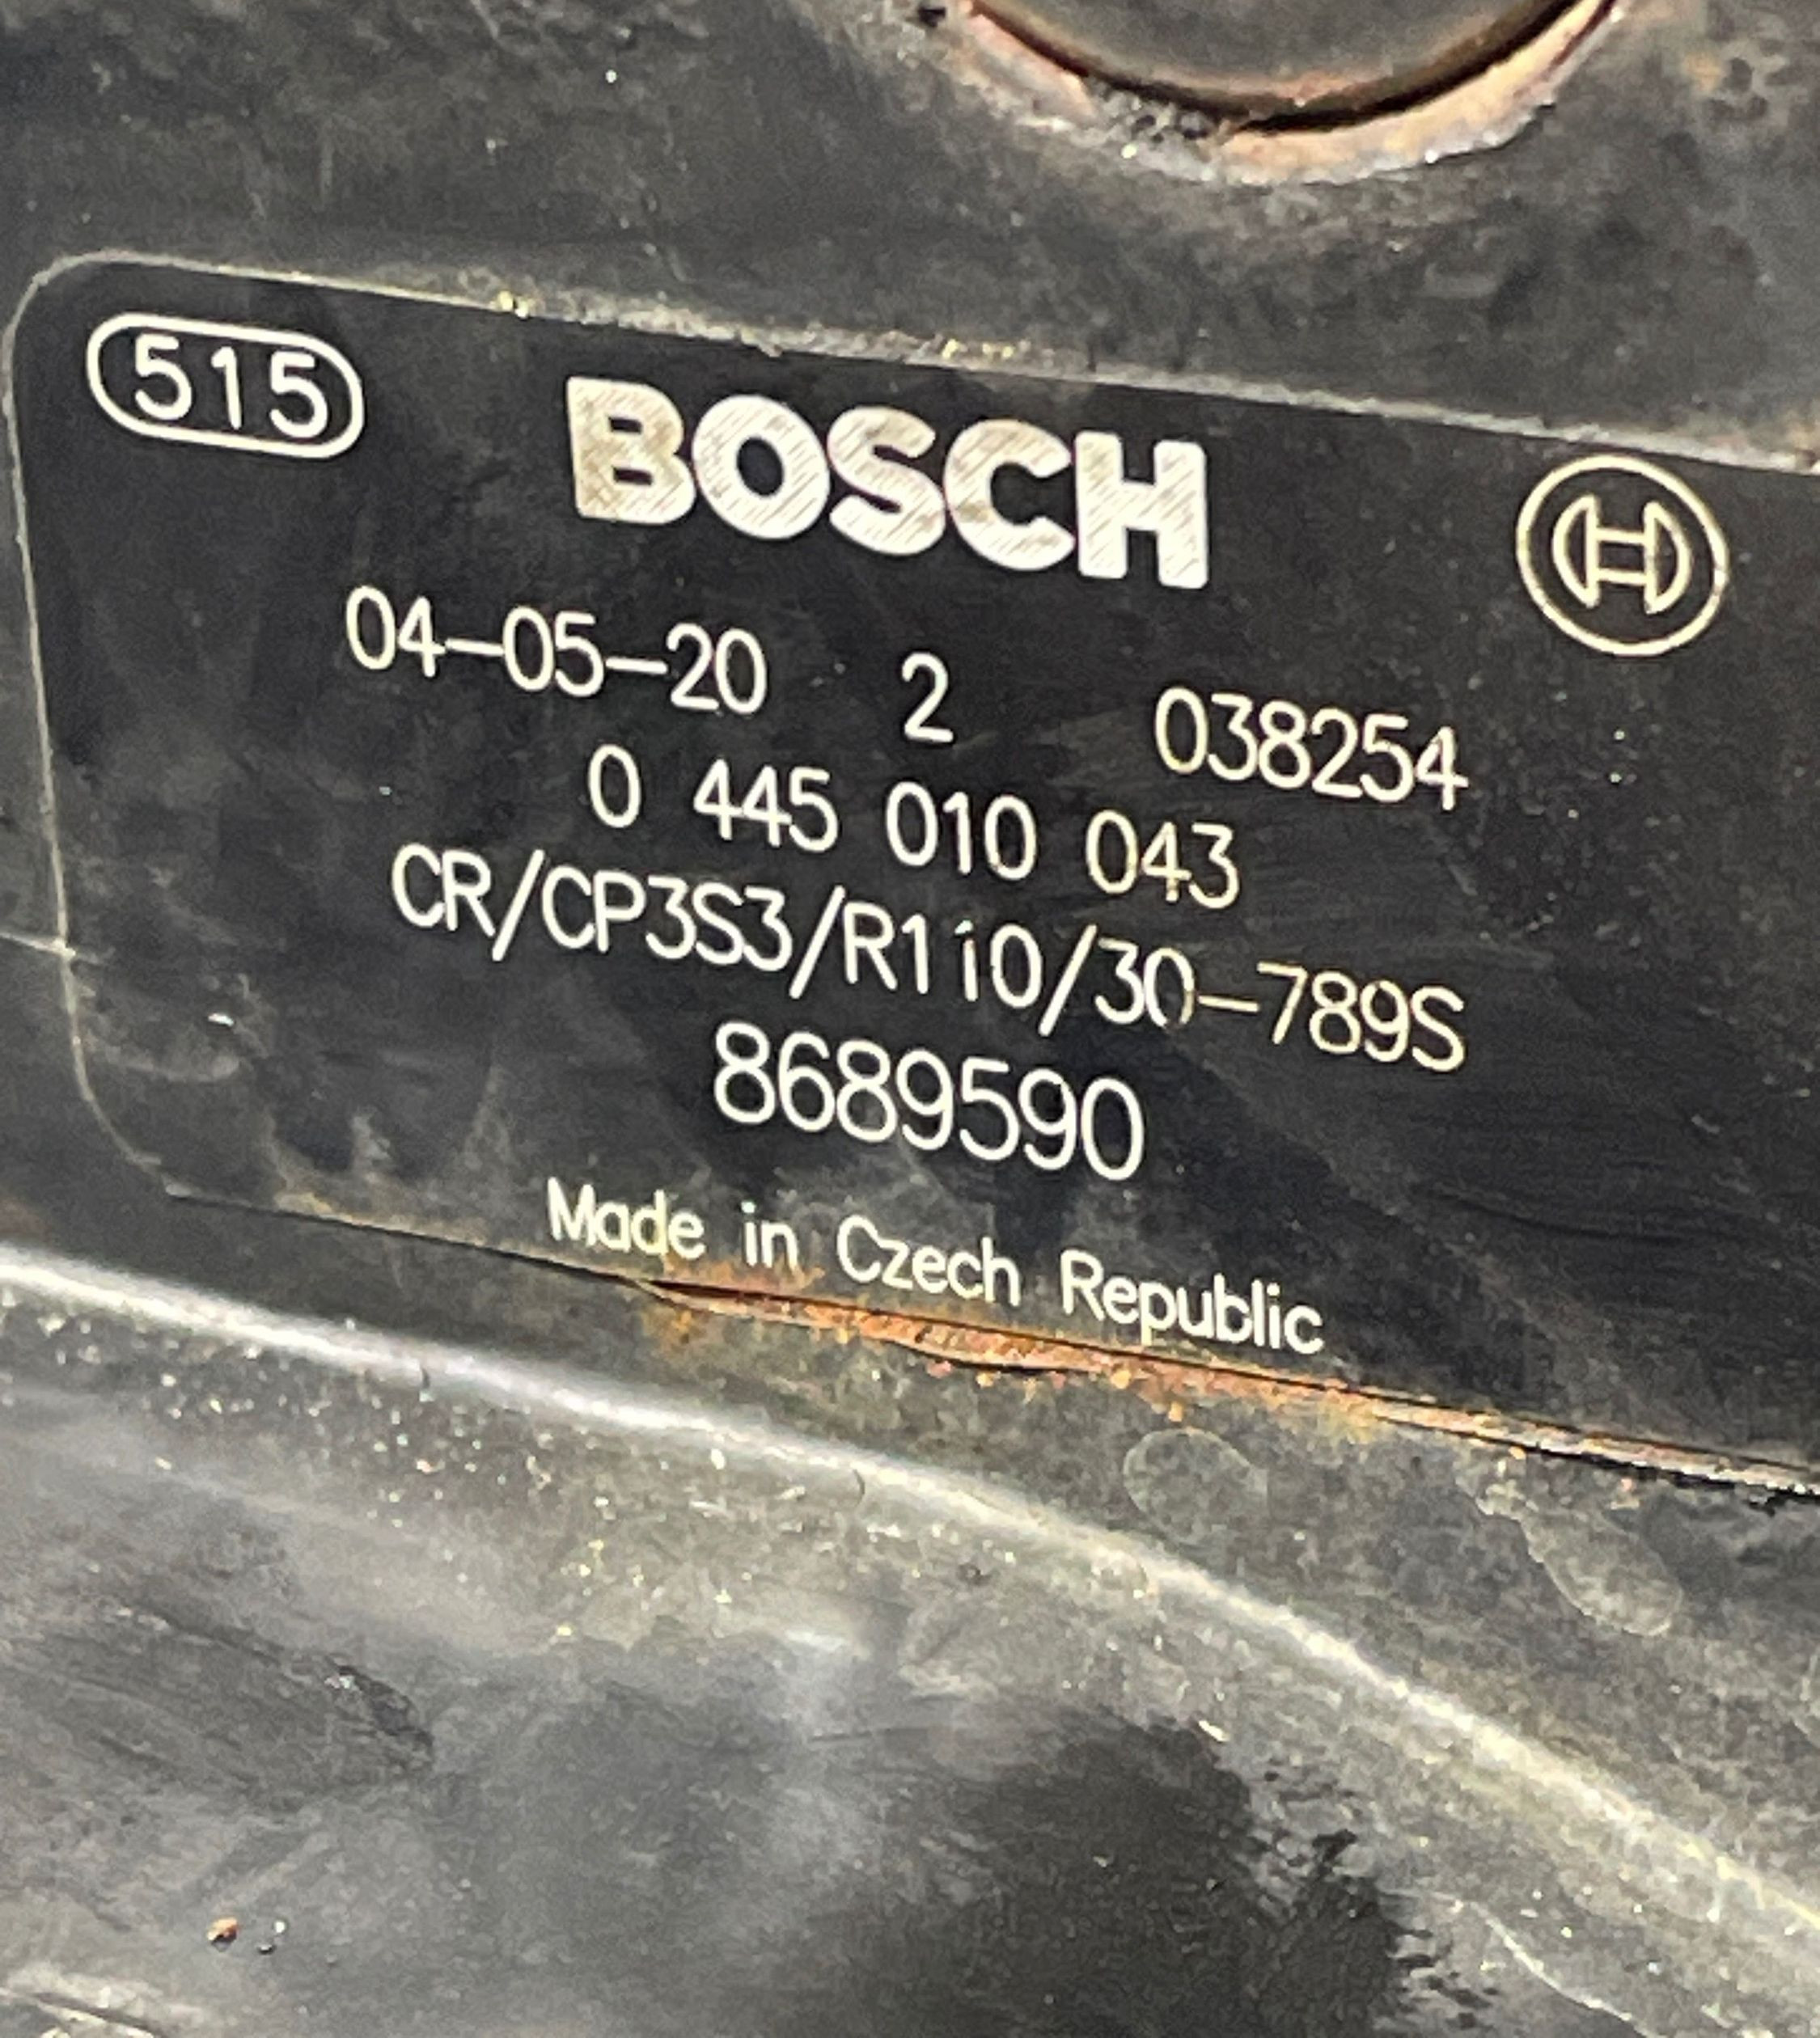 515
BOSCH
04-05-20 2 038254
0 445 010 043
CR/CP3S3/R110/30-789S
8689590
Made in Czech Republic